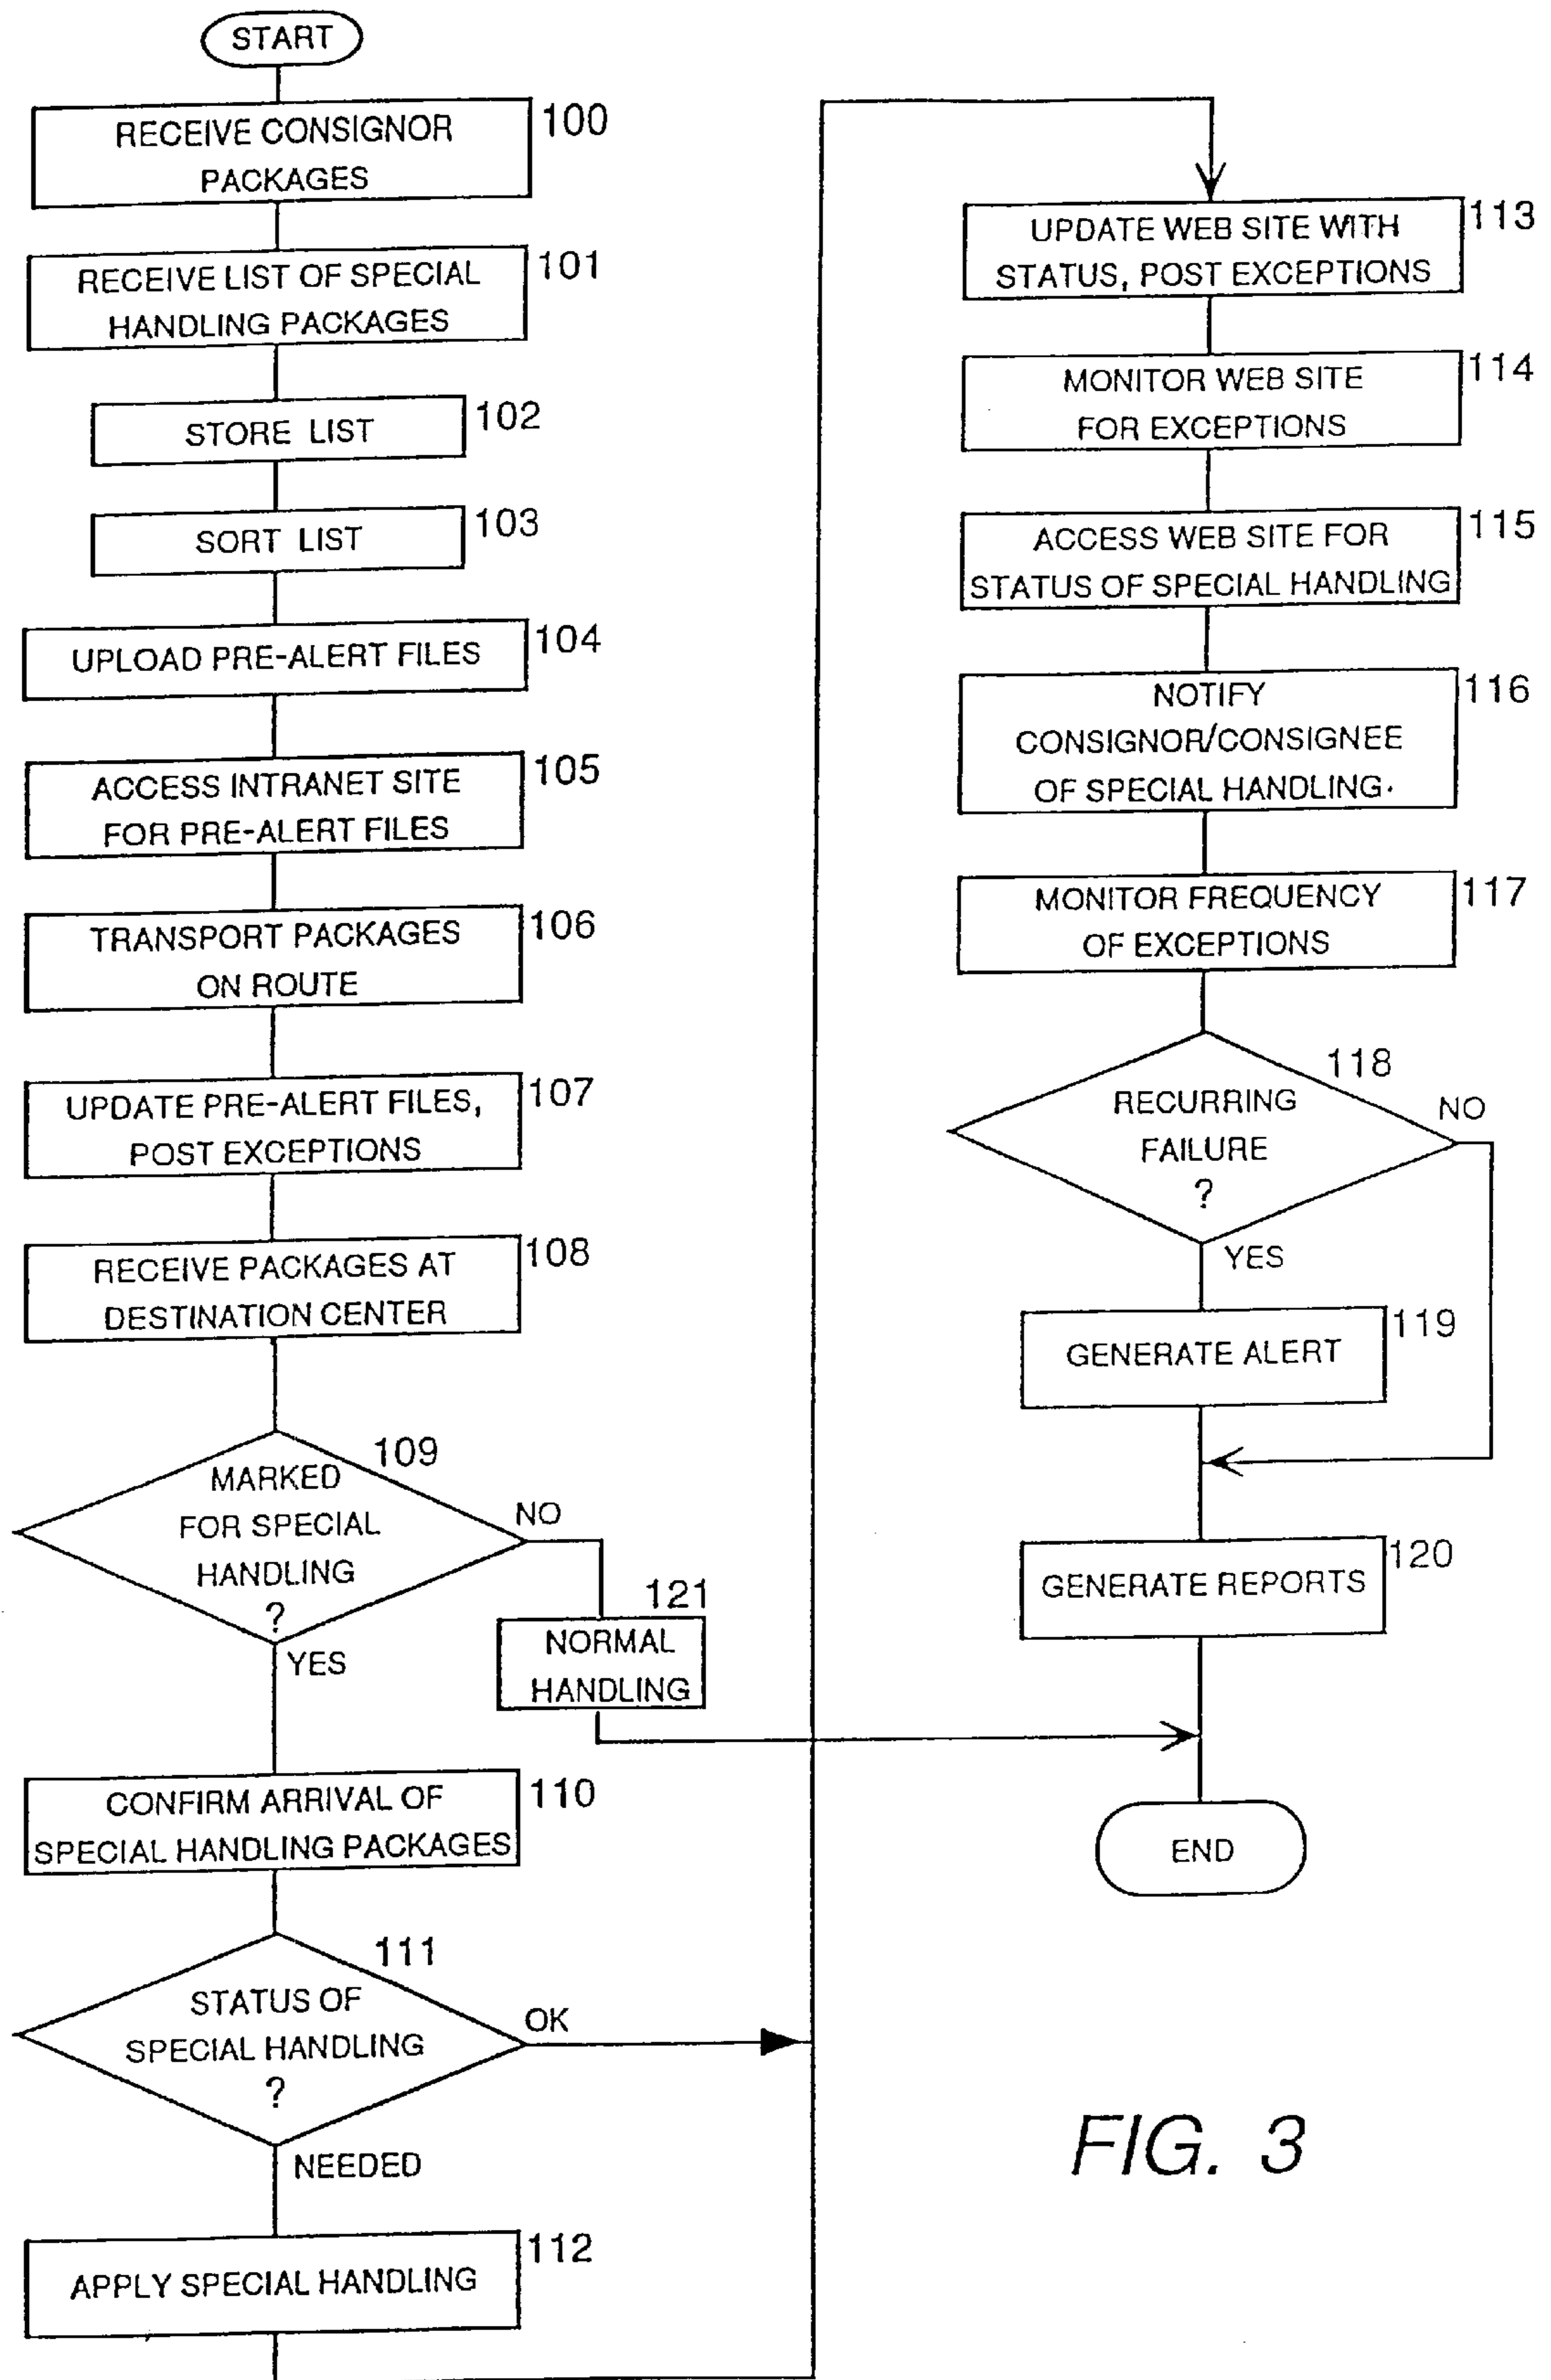 START
RECEIVE CONSIGNOR
PACKAGES
100
RECEIVE LIST OF SPECIAL
HANDLING PACKAGES
101
STORE LIST
102
SORT LIST
103
UPLOAD PRE-ALERT FILES
104
ACCESS INTRANET SITE
FOR PRE-ALERT FILES
105
TRANSPORT PACKAGES
ON ROUTE
106
UPDATE PRE-ALERT FILES,
POST EXCEPTIONS
107
RECEIVE PACKAGES AT
DESTINATION CENTER
108
109
MARKED
FOR SPECIAL
HANDLING
?
NO
YES
121
NORMAL
HANDLING
CONFIRM ARRIVAL OF
SPECIAL HANDLING PACKAGES
110
111
STATUS OF
SPECIAL HANDLING
?
OK
NEEDED
APPLY SPECIAL HANDLING
112
UPDATE WEB SITE WITH
STATUS, POST EXCEPTIONS
113
MONITOR WEB SITE
FOR EXCEPTIONS
114
ACCESS WEB SITE FOR
STATUS OF SPECIAL HANDLING
115
NOTIFY
CONSIGNOR/CONSIGNEE
OF SPECIAL HANDLING.
116
MONITOR FREQUENCY
OF EXCEPTIONS
117
118
RECURRING
FAILURE
?
NO
YES
GENERATE ALERT
119
GENERATE REPORTS
120
END
FIG. 3